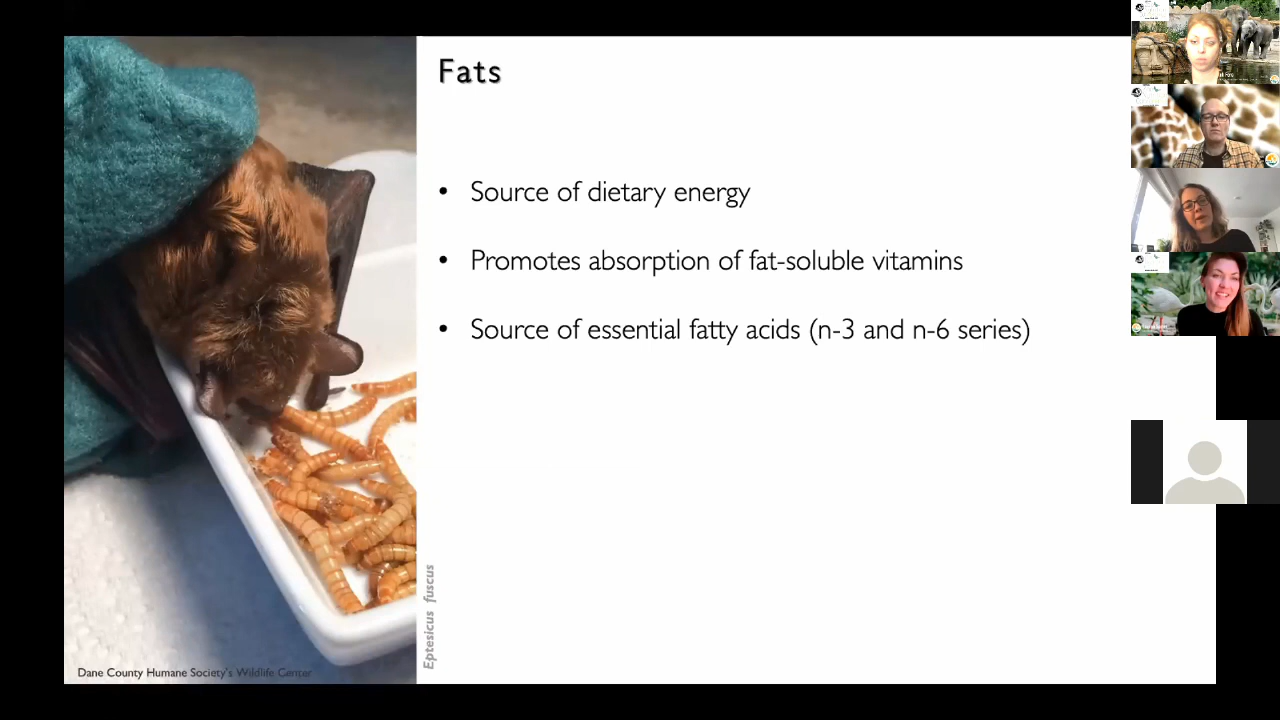 Fats
• Source of dietary energy
• Promotes absorption of fat-soluble vitamins
• Source of essential fatty acids (n-3 and n-6 series)
Eptesicus fuscus
Dane County Humane Society's Wildlife Center